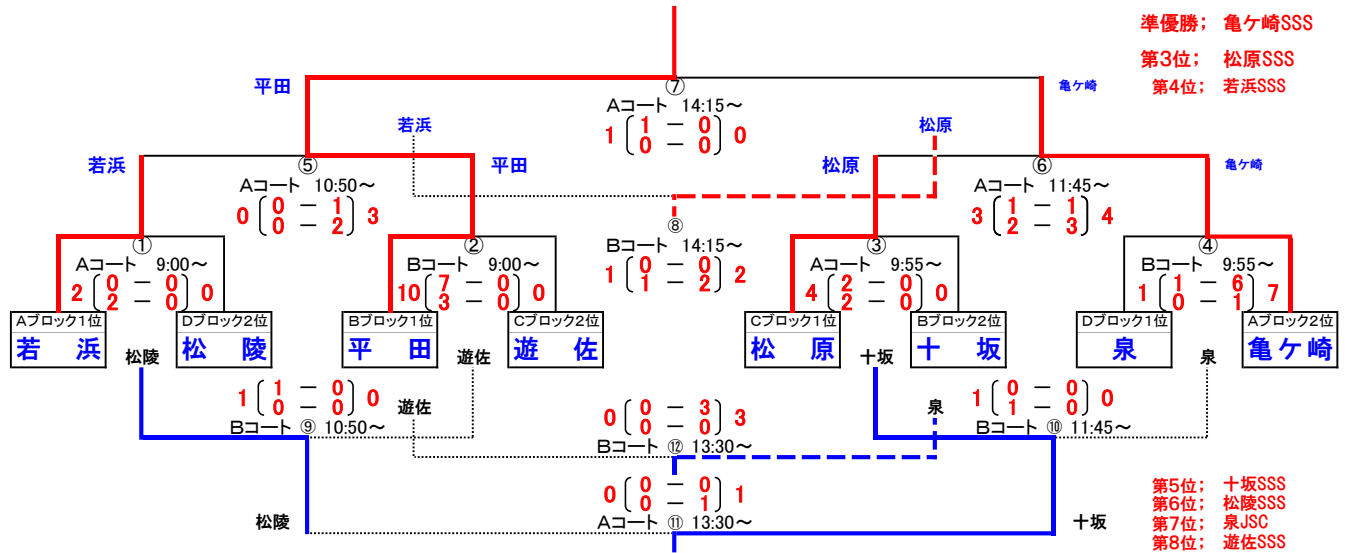 準優勝; 亀ケ崎SSS
第3位; 松原SSS
第4位; 若浜SSS
平田
⑦
亀ケ崎
Aコート 14:15～
1 1 － 0 0
0 － 0
若浜
松原
若浜
⑤
平田
松原
⑥
亀ケ崎
Aコート 10:50～
0 0 － 1 3
0 － 2
Aコート 11:45～
3 1 － 1 4
2 － 3
⑧
Bコート 14:15～
1 0 － 0 2
1 － 2
①
Aコート 9:00～
2 0 － 0 0
2 － 0
②
Bコート 9:00～
10 7 － 0 0
3 － 0
③
Aコート 9:55～
4 2 － 0 0
2 － 0
④
Bコート 9:55～
1 1 － 6 7
0 － 1
Aブロック1位
若 浜
Dブロック2位
松 陵
Bブロック1位
平 田
Cブロック2位
遊 佐
Cブロック1位
松 原
Bブロック2位
十 坂
Dブロック1位
泉
Aブロック2位
亀ケ崎
松陵
遊佐
十坂
泉
1 1 － 0 0
0 － 0
Bコート ⑨ 10:50～
遊佐
0 0 － 3 3
0 － 0
Bコート ⑫ 13:30～
泉
1 0 － 0 0
1 － 0
Bコート ⑩ 11:45～
0 0 － 0 1
0 － 1
Aコート ⑪ 13:30～
松陵
十坂
第5位; 十坂SSS
第6位; 松陵SSS
第7位; 泉JSC
第8位; 遊佐SSS